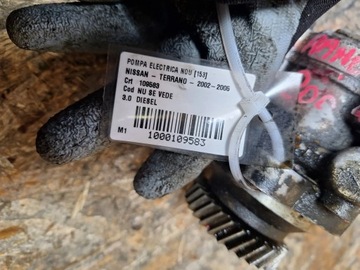 POMPA ELECTRICA NOU [153]
NISSAN - TERRANO - 2002-2006
Crt 109583
Cod NU SE VEDE
3.0 DIESEL
M1
1000109583